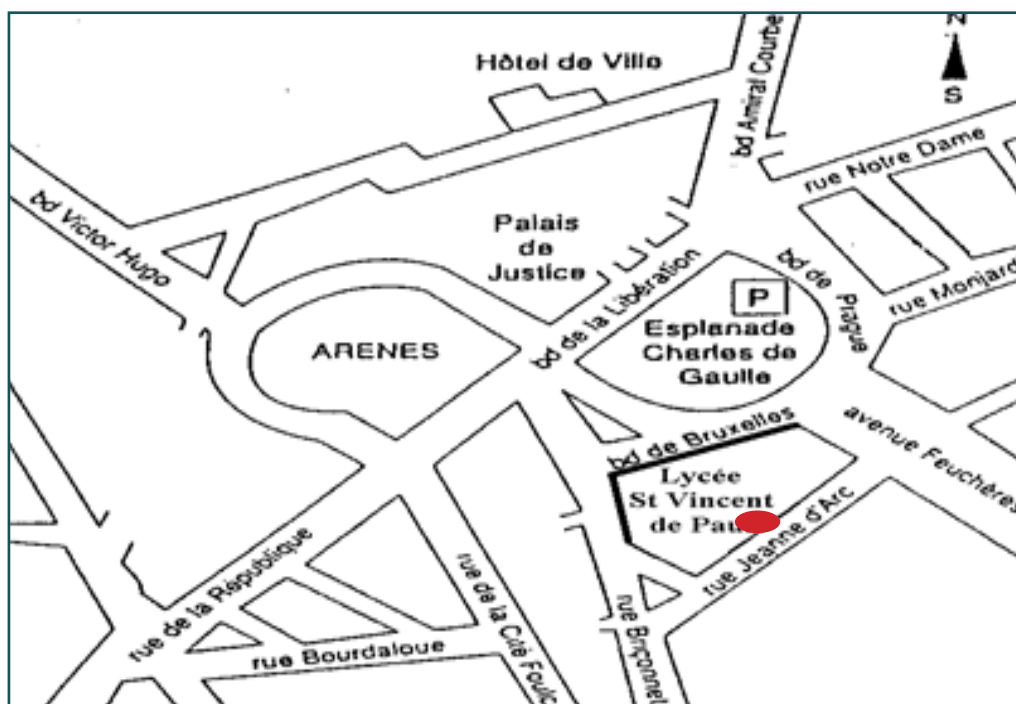 N
S
Hôtel de Ville
bd Amiral Courbe
rue Notre Dame
bd Victor Hugo
Palais
de
Justice
bd de la Libération
bd de Prague
P
Esplanade
Charles de
Gaulle
rue Monjard
ARENES
bd de Bruxelles
avenue Feuchères
Lycée
St Vincent
de Pau
rue Jeanne d'Arc
rue de la République
rue de la Cité Foulc
rue Briçonnet
rue Bourdaloue